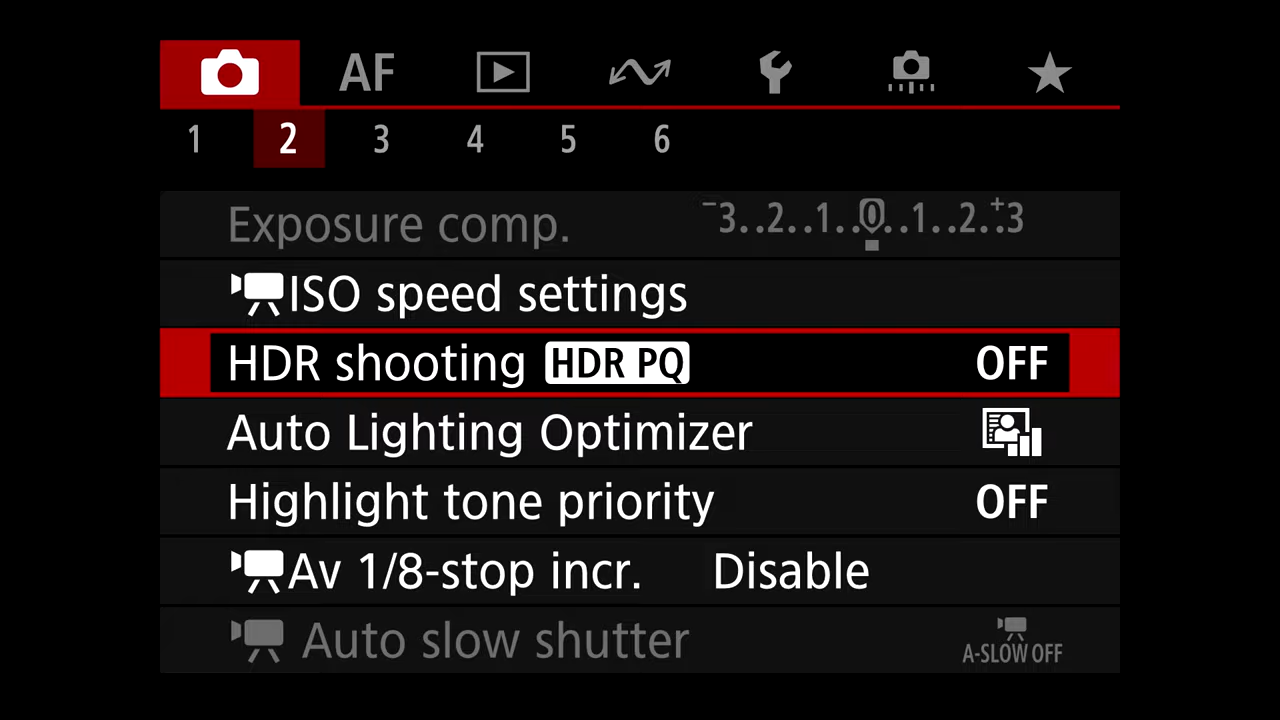 AF
1 2 3 4 5 6
Exposure comp. −3..2..1..0..1..2..+3
ISO speed settings
HDR shooting HDR PQ OFF
Auto Lighting Optimizer
Highlight tone priority OFF
Av 1/8-stop incr. Disable
Auto slow shutter A-SLOW OFF